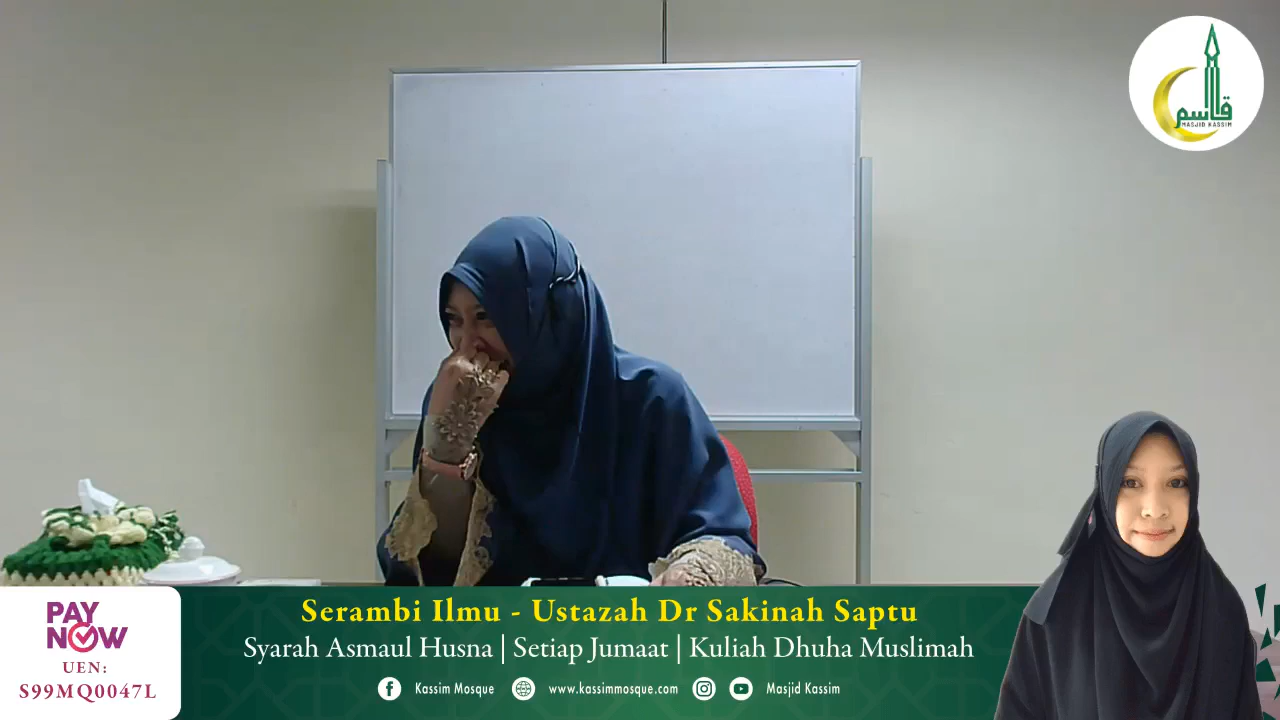 قاسم
MASJID KASSIM
PAY
NOW
UEN:
S99MQ0047L
Serambi Ilmu - Ustazah Dr Sakinah Saptu
Syarah Asmaul Husna | Setiap Jumaat | Kuliah Dhuha Muslimah
Kassim Mosque
www.kassimmosque.com
Masjid Kassim